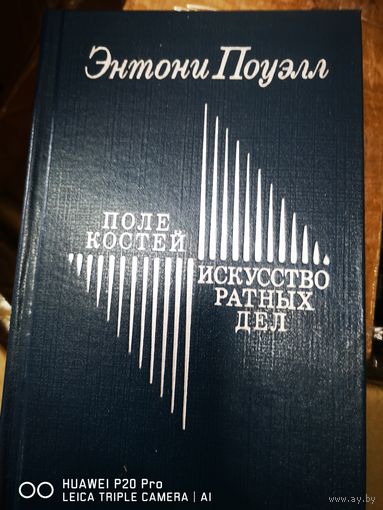 Энтони Поуэлл
ПОЛЕ
КОСТЕЙ
ИСКУССТВО
РАТНЫХ
ДЕЛ
HUAWEI P20 Pro
LEICA TRIPLE CAMERA | AI
www.ay.by